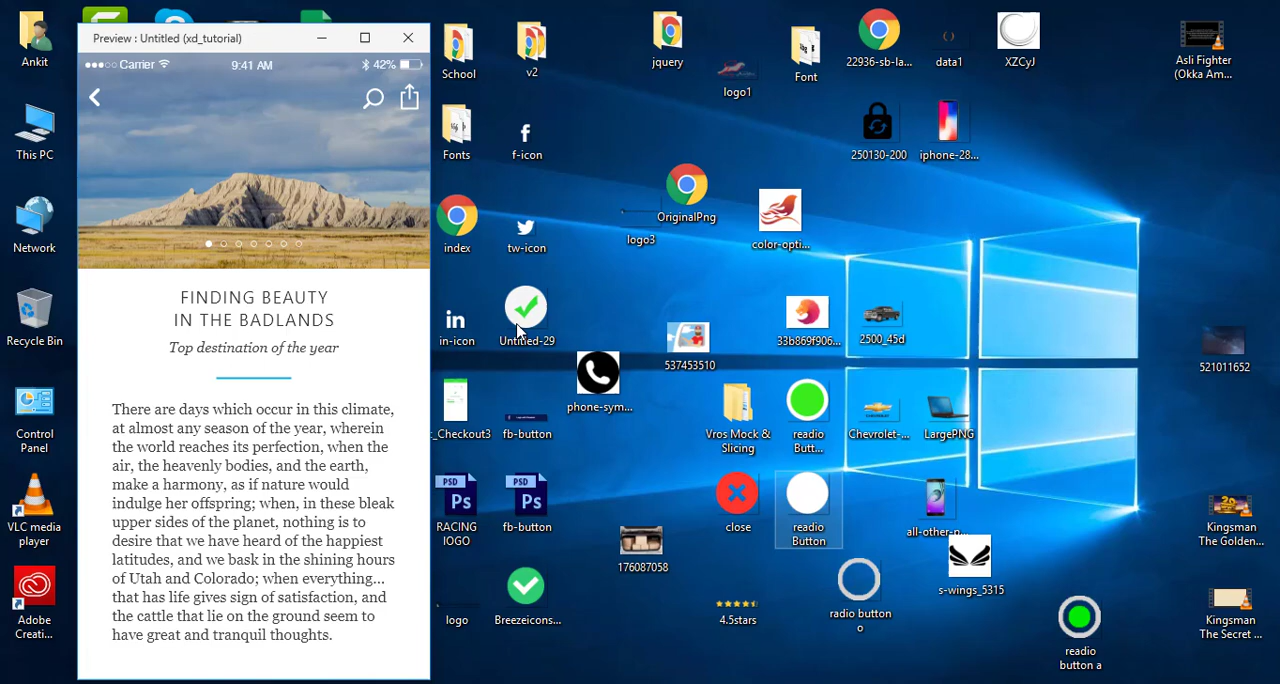 Preview : Untitled (xd_tutorial)
Carrier
9:41 AM
42%
FINDING BEAUTY
IN THE BADLANDS
Top destination of the year
There are days which occur in this climate,
at almost any season of the year, wherein
the world reaches its perfection, when the
air, the heavenly bodies, and the earth,
make a harmony, as if nature would
indulge her offspring; when, in these bleak
upper sides of the planet, nothing is to
desire that we have heard of the happiest
latitudes, and we bask in the shining hours
of Utah and Colorado; when everything...
that has life gives sign of satisfaction, and
the cattle that lie on the ground seem to
have great and tranquil thoughts.
Ankit
This PC
Network
Recycle Bin
Control
Panel
VLC media
player
Adobe
Creati...
School
v2
jquery
logo1
Font
22936-sb-la...
data1
XZCyJ
Asli Fighter
(Okka Am...
Fonts
f-icon
250130-200
iphone-28...
index
tw-icon
logo3
OriginalPng
color-opti...
in
in-icon
Untitled-29
537453510
33b869f906...
2500_45d
521011652
:_Checkout3
fb-button
phone-sym...
Vros Mock &
Slicing
readio
Butt...
Chevrolet-...
LargePNG
PSD
Ps
RACING
lOGO
PSD
Ps
fb-button
176087058
close
readio
Button
all-other-p...
s-wings_5315
Kingsman
The Golden...
logo
Breezeicons...
4.5stars
radio button
o
readio
button a
Kingsman
The Secret ...